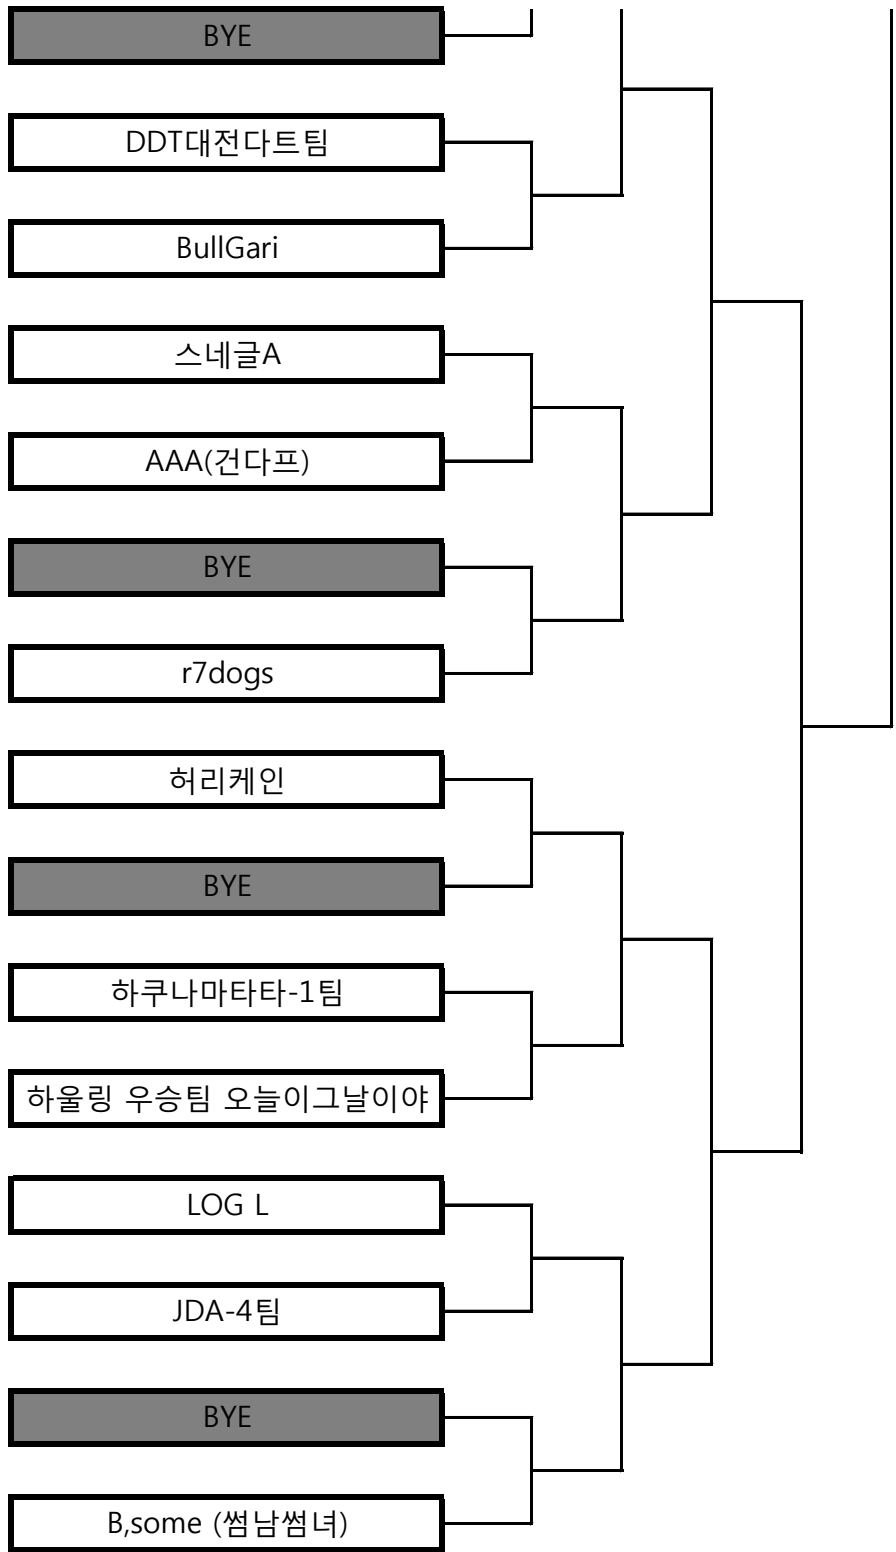 BYE
DDT대전다트팀
BullGari
스네글A
AAA(건다프)
BYE
r7dogs
허리케인
BYE
하쿠나마타타-1팀
하울링 우승팀 오늘이그날이야
LOG L
JDA-4팀
BYE
B,some (썸남썸녀)